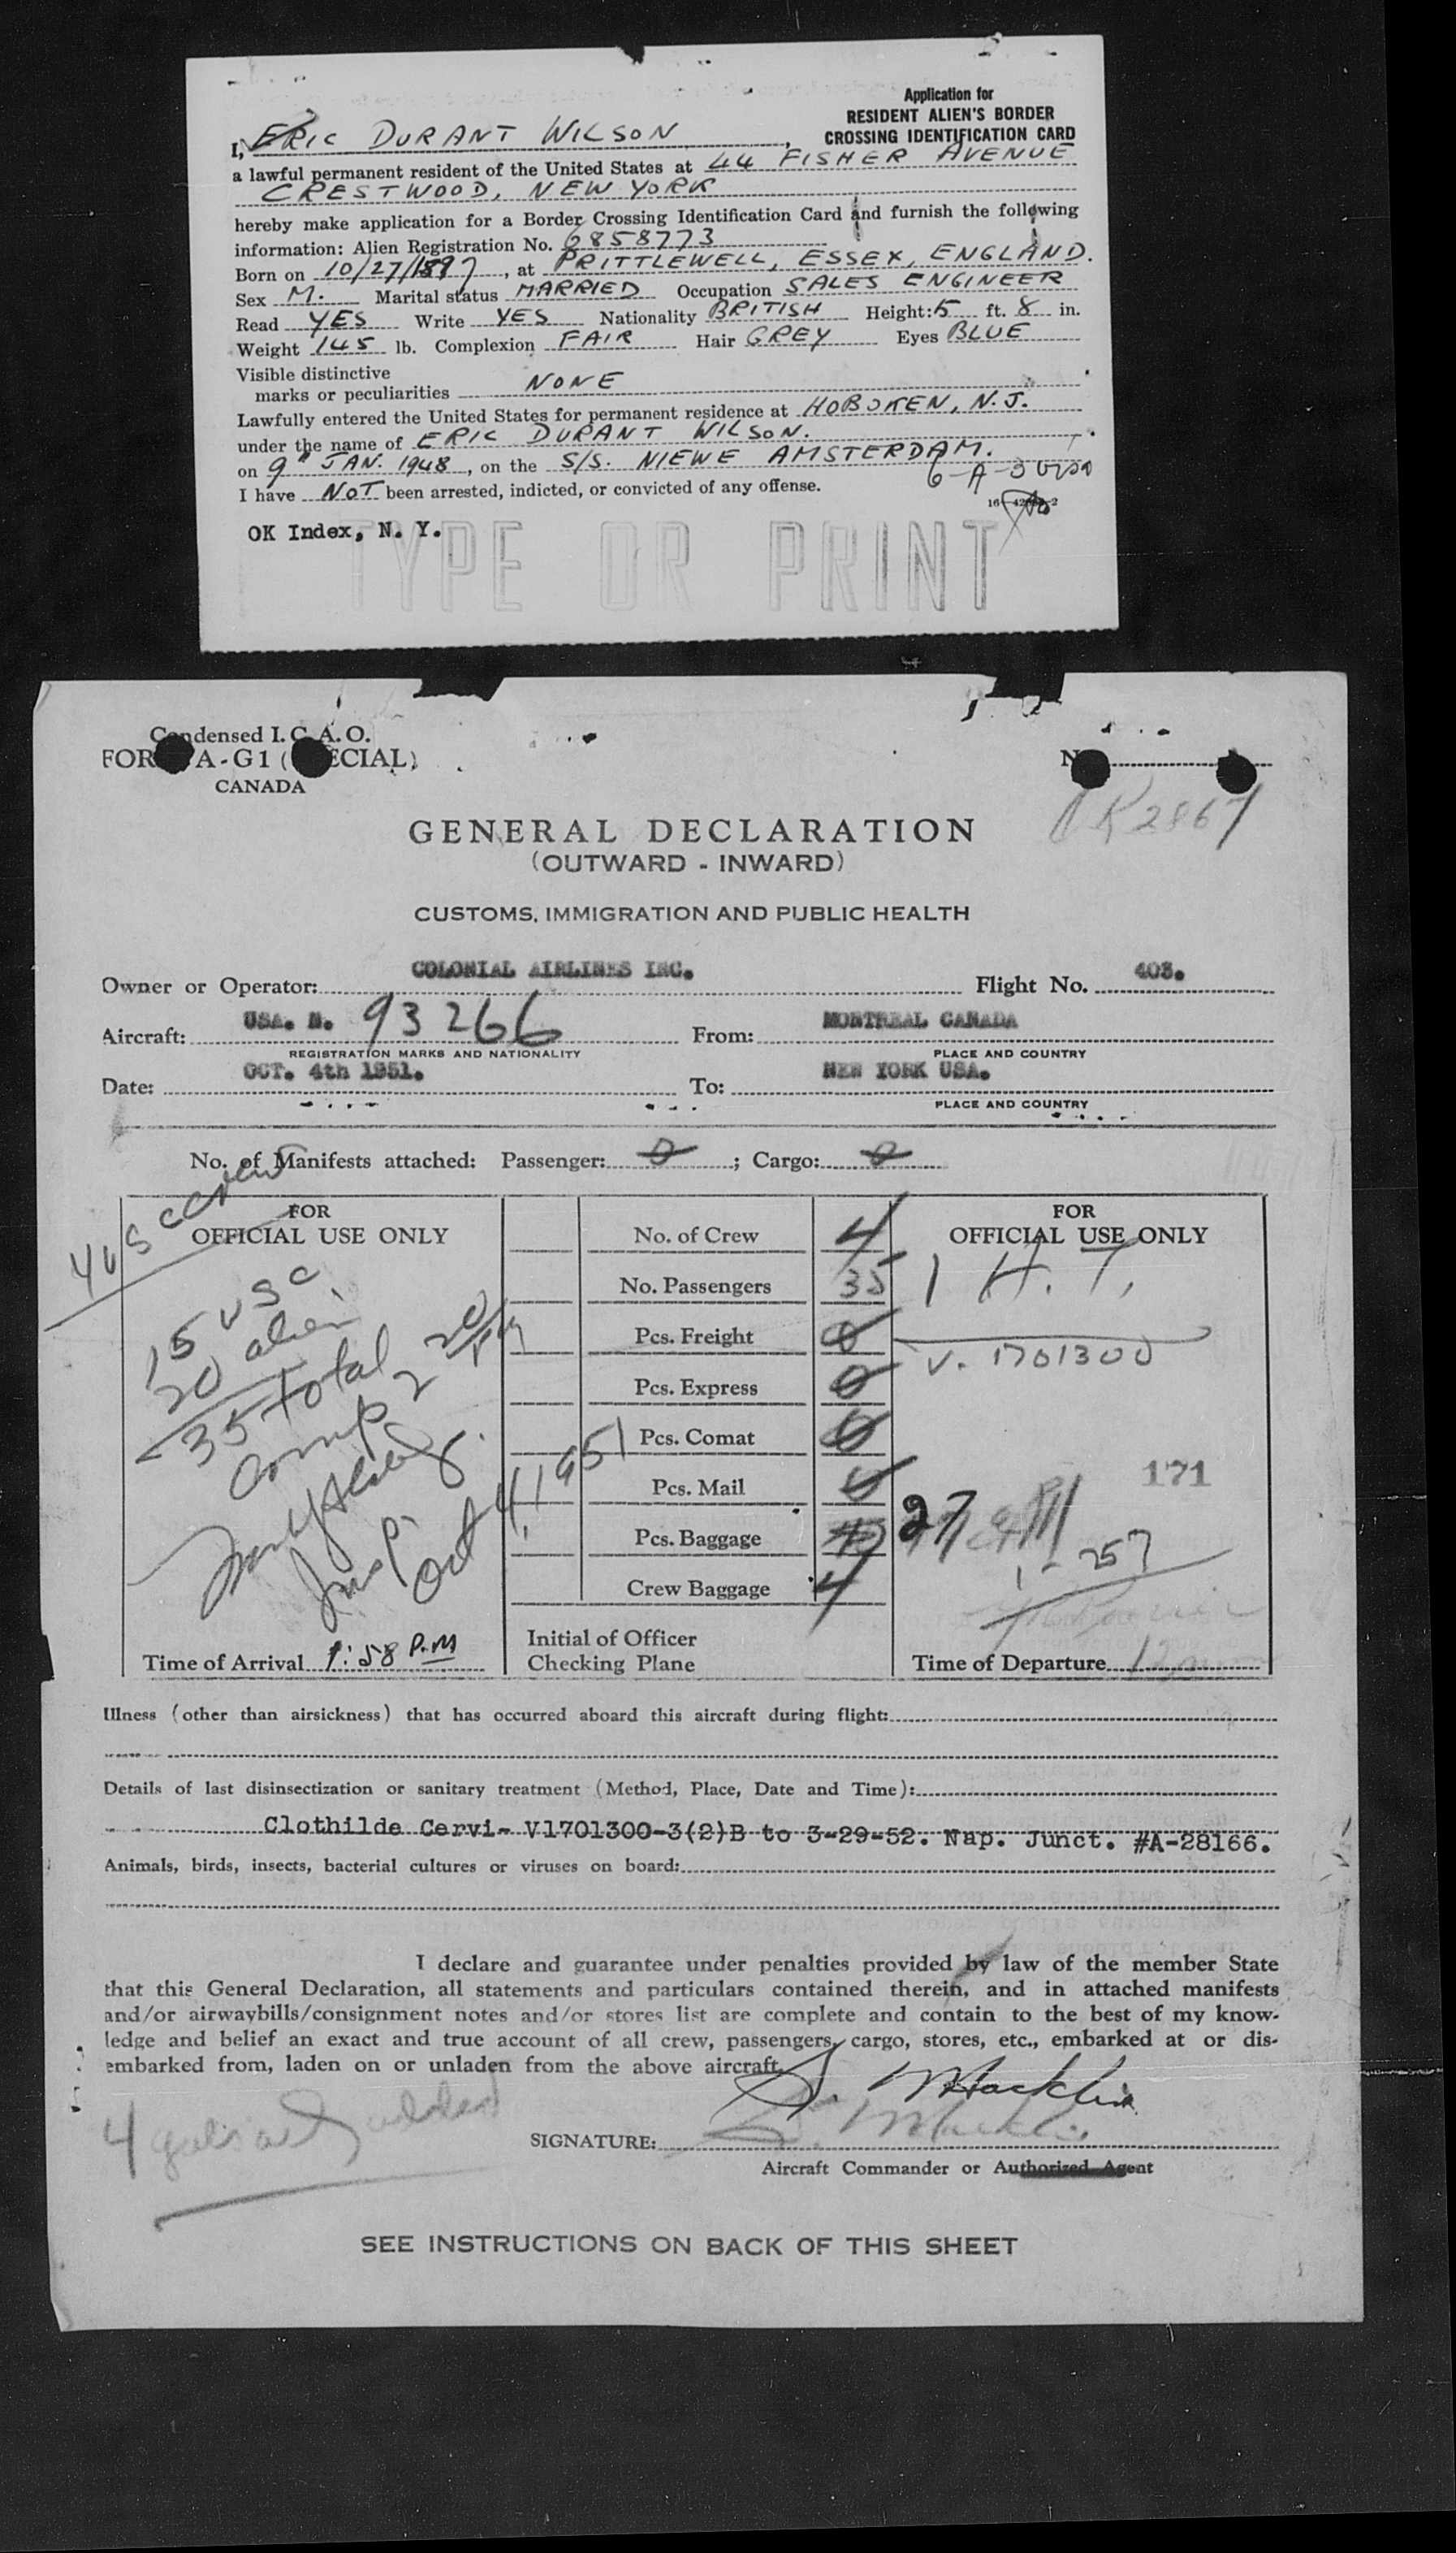 Application for
RESIDENT ALIEN'S BORDER
CROSSING IDENTIFICATION CARD
I, ERIC DURANT WILSON,
a lawful permanent resident of the United States at 44 FISHER AVENUE
CRESTWOOD, NEW YORK
hereby make application for a Border Crossing Identification Card and furnish the following
information: Alien Registration No. 6858773
Born on 10/27/1897, at PRITTLEWELL, ESSEX, ENGLAND.
Sex M. Marital status MARRIED Occupation SALES ENGINEER
Read YES Write YES Nationality BRITISH Height: 5 ft. 8 in.
Weight 145 lb. Complexion FAIR Hair GREY Eyes BLUE
Visible distinctive
marks or peculiarities NONE
Lawfully entered the United States for permanent residence at HOBOKEN, N.J.
under the name of ERIC DURANT WILSON.
on 9" JAN. 1948, on the S/S. NIEWE AMSTERDAM.
I have NOT been arrested, indicted, or convicted of any offense.
OK Index, N. Y.
TYPE OR PRINT
Condensed I. C. A. O.
FOR A-G1 ( ECIAL)
CANADA
N
OK 2867
GENERAL DECLARATION
(OUTWARD - INWARD)
CUSTOMS, IMMIGRATION AND PUBLIC HEALTH
Owner or Operator: COLONIAL AIRLINES INC. Flight No. 403.
Aircraft: USA. N. 93266 From: MONTREAL CANADA
REGISTRATION MARKS AND NATIONALITY PLACE AND COUNTRY
Date: OCT. 4th 1951. To: NEW YORK USA.
PLACE AND COUNTRY
No. of Manifests attached: Passenger: 0; Cargo: 0
4 USC Crew
FOR
OFFICIAL USE ONLY
15 USC
20 alien
35 total
Comp 2
Insp.
Oct 4, 1951
Time of Arrival 1:58 P.M
No. of Crew 4
No. Passengers 35
Pcs. Freight 0
Pcs. Express 0
Pcs. Comat 0
Pcs. Mail 0
Pcs. Baggage 27
Crew Baggage 4
Initial of Officer
Checking Plane
FOR
OFFICIAL USE ONLY
1 H. T.
V. 1701300
171
1-257
Time of Departure
Illness (other than airsickness) that has occurred aboard this aircraft during flight:
Details of last disinsectization or sanitary treatment (Method, Place, Date and Time):
Clothilde Cervi- V1701300-3(2)B to 3-29-52. Nap. Junct. #A-28166.
Animals, birds, insects, bacterial cultures or viruses on board:
I declare and guarantee under penalties provided by law of the member State
that this General Declaration, all statements and particulars contained therein, and in attached manifests
and/or airwaybills/consignment notes and/or stores list are complete and contain to the best of my know-
ledge and belief an exact and true account of all crew, passengers, cargo, stores, etc., embarked at or dis-
embarked from, laden on or unladen from the above aircraft.
S. Macklin
4
SIGNATURE: S. Macklin
Aircraft Commander or Authorized Agent
SEE INSTRUCTIONS ON BACK OF THIS SHEET